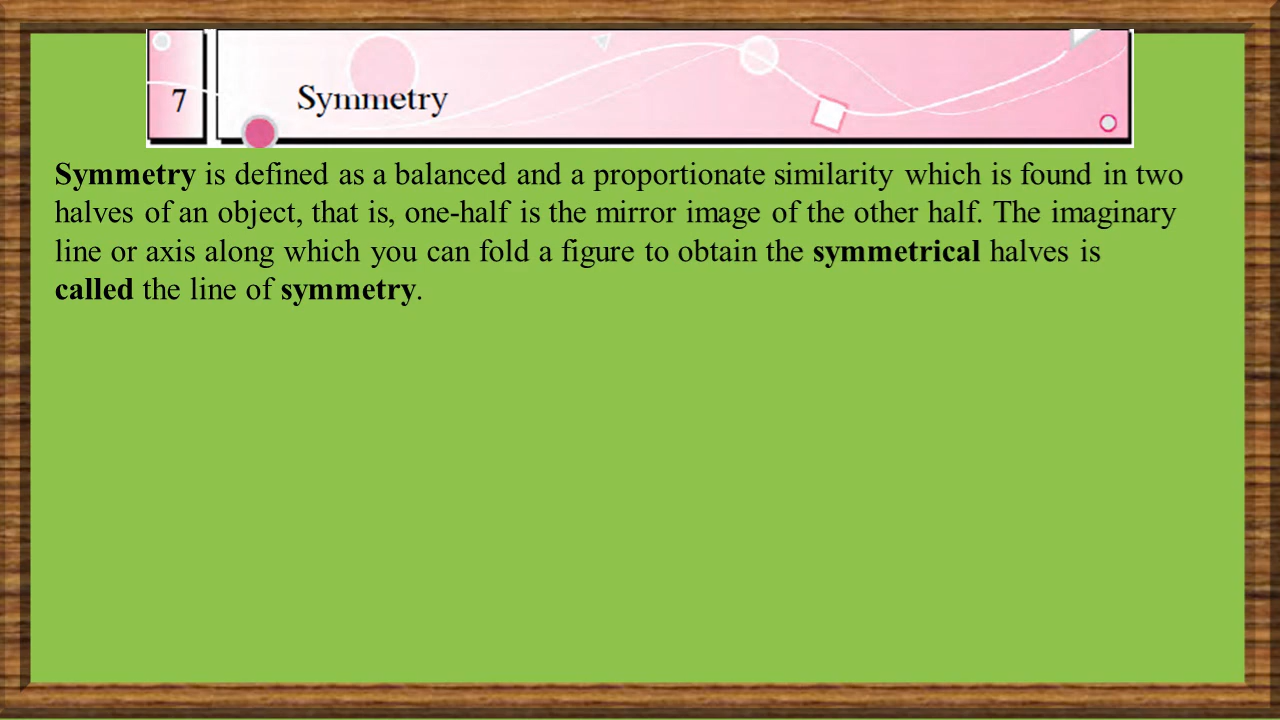 7
Symmetry
Symmetry is defined as a balanced and a proportionate similarity which is found in two
halves of an object, that is, one-half is the mirror image of the other half. The imaginary
line or axis along which you can fold a figure to obtain the symmetrical halves is
called the line of symmetry.